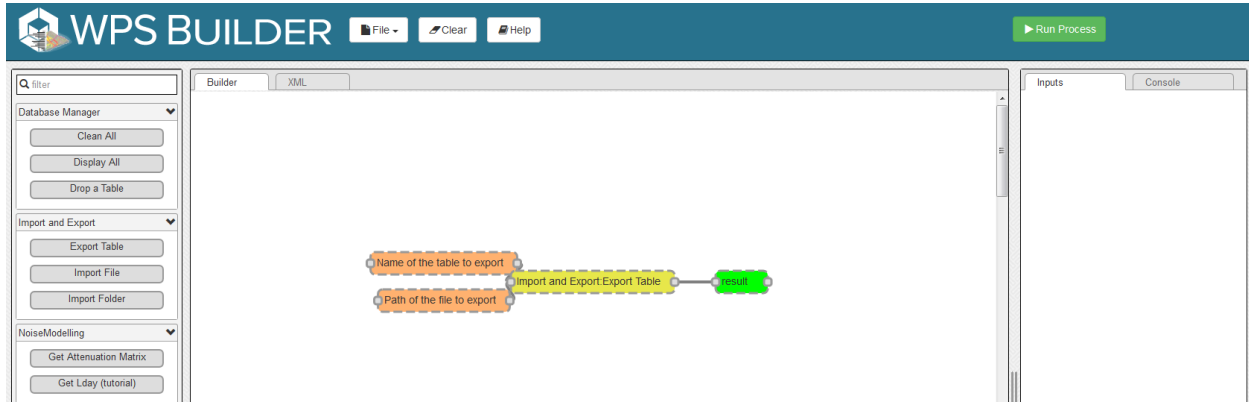 WPS BUILDER
File
Clear
Help
Run Process
filter
Database Manager
Clean All
Display All
Drop a Table
Import and Export
Export Table
Import File
Import Folder
NoiseModelling
Get Attenuation Matrix
Get Lday (tutorial)
Builder
XML
Name of the table to export
Path of the file to export
Import and Export:Export Table
result
Inputs
Console